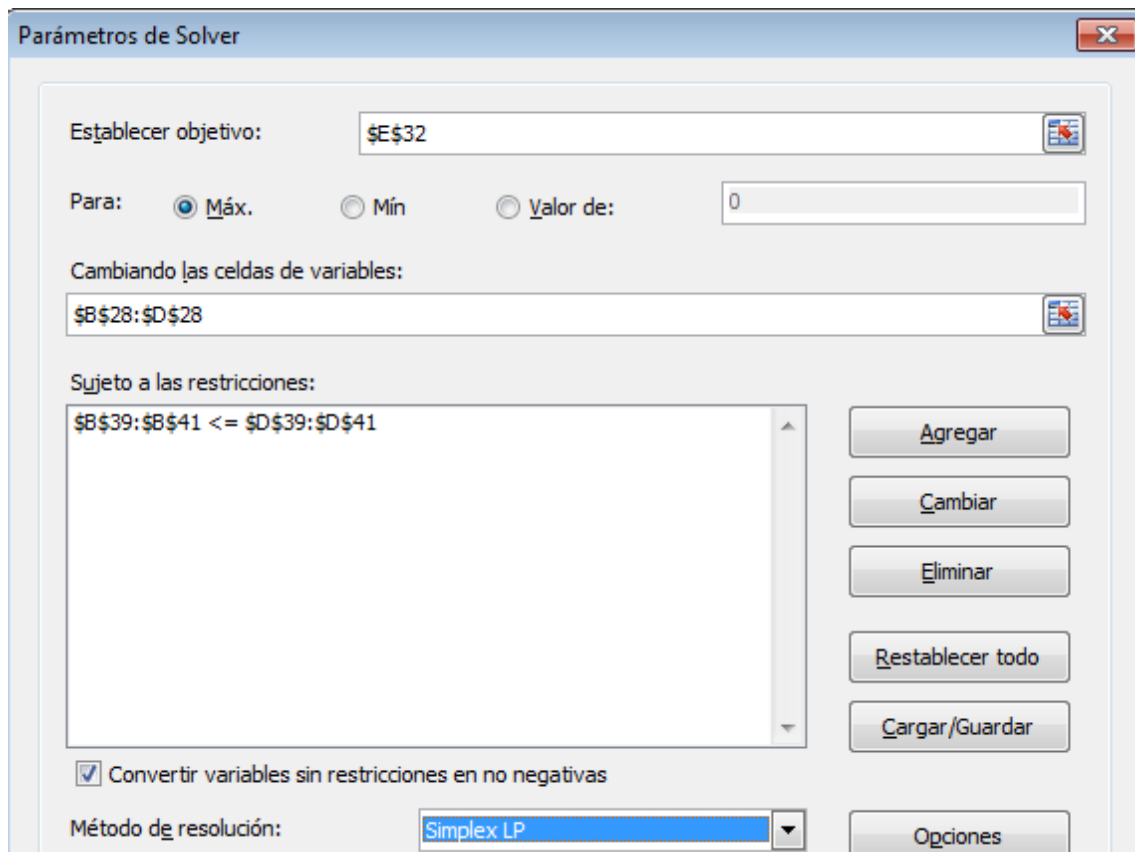 Parámetros de Solver
Establecer objetivo: $E$32
Para: Máx. Mín Valor de: 0
Cambiando las celdas de variables:
$B$28:$D$28
Sujeto a las restricciones:
$B$39:$B$41 <= $D$39:$D$41
Agregar
Cambiar
Eliminar
Restablecer todo
Cargar/Guardar
Convertir variables sin restricciones en no negativas
Método de resolución: Simplex LP Opciones